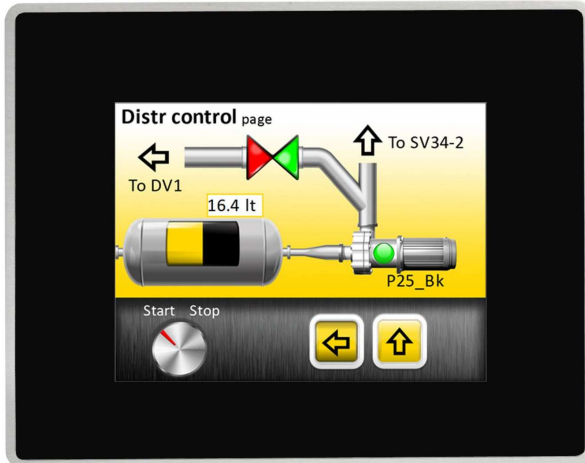 Distr control page
To SV34-2
To DV1
16.4 lt
P25_Bk
Start Stop